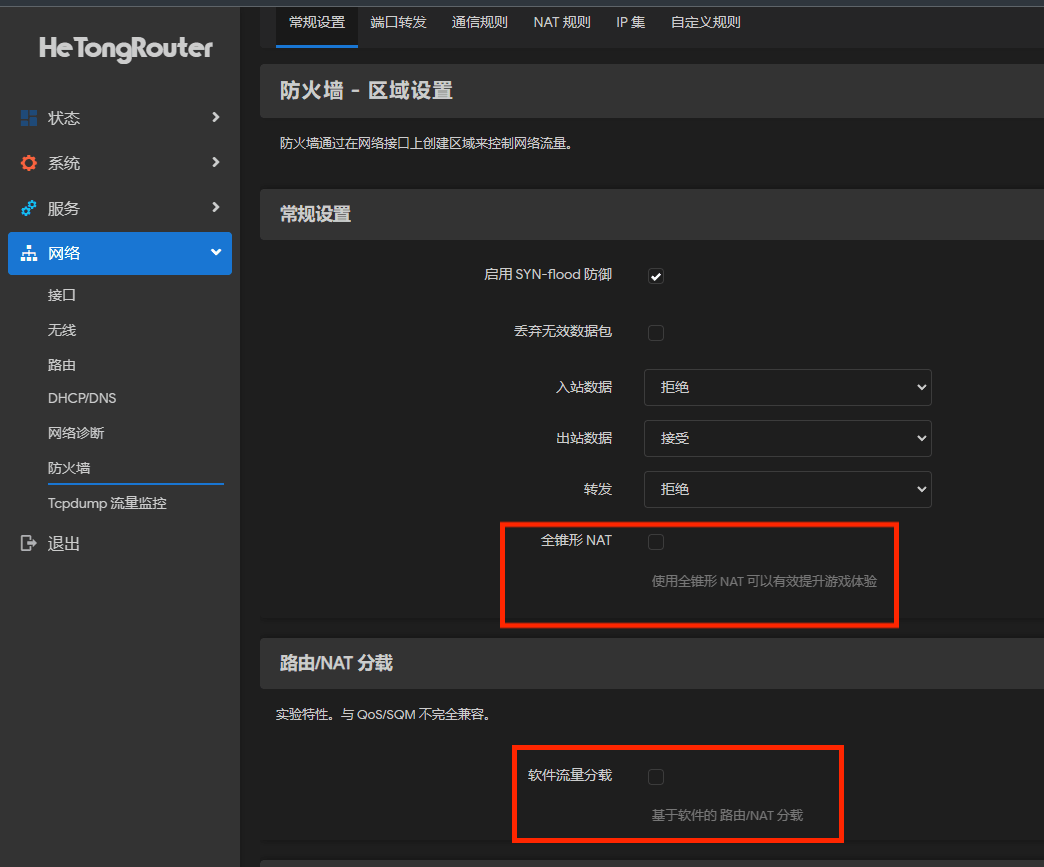 HeTongRouter
状态
系统
服务
网络
接口
无线
路由
DHCP/DNS
网络诊断
防火墙
Tcpdump 流量监控
退出
常规设置 端口转发 通信规则 NAT 规则 IP 集 自定义规则
防火墙 - 区域设置
防火墙通过在网络接口上创建区域来控制网络流量。
常规设置
启用 SYN-flood 防御
丢弃无效数据包
入站数据 拒绝
出站数据 接受
转发 拒绝
全锥形 NAT
使用全锥形 NAT 可以有效提升游戏体验
路由/NAT 分载
实验特性。与 QoS/SQM 不完全兼容。
软件流量分载
基于软件的 路由/NAT 分载